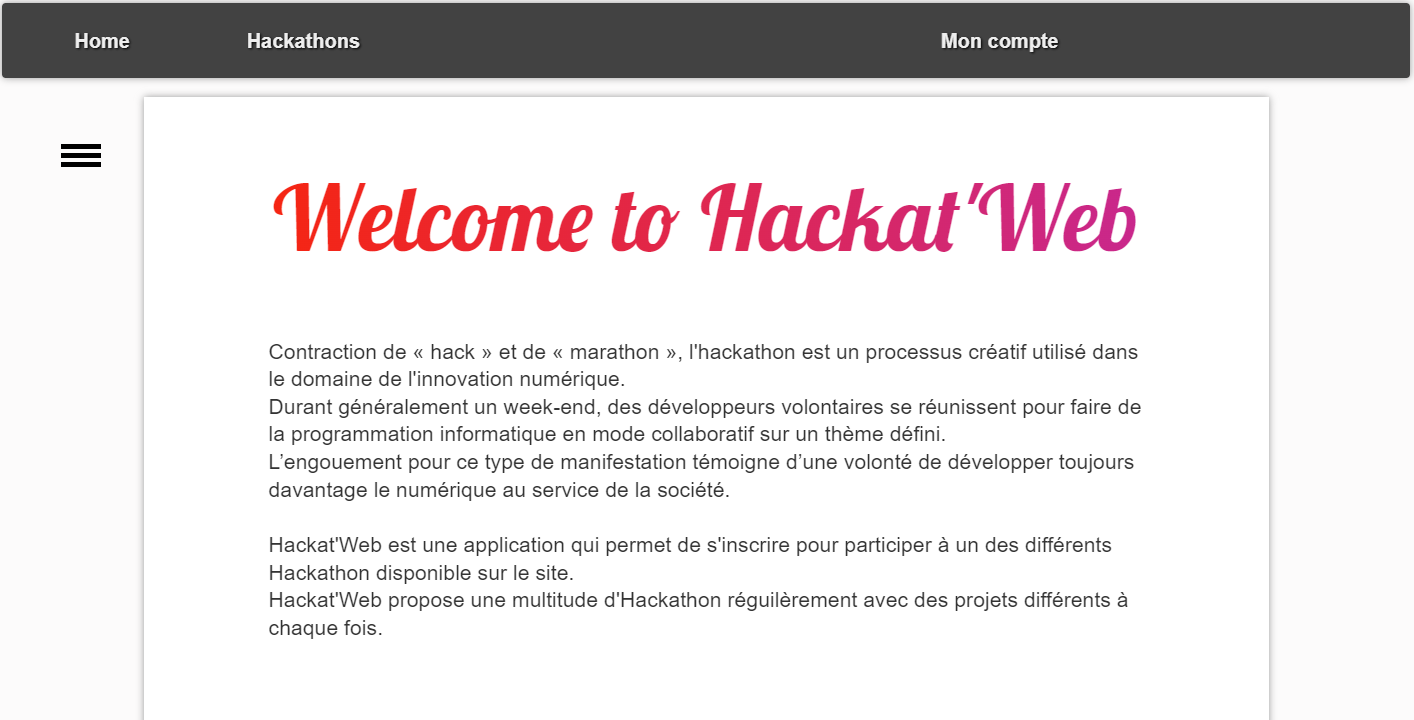 Home
Hackathons
Mon compte
Welcome to Hackat'Web
Contraction de « hack » et de « marathon », l'hackathon est un processus créatif utilisé dans
le domaine de l'innovation numérique.
Durant généralement un week-end, des développeurs volontaires se réunissent pour faire de
la programmation informatique en mode collaboratif sur un thème défini.
L’engouement pour ce type de manifestation témoigne d’une volonté de développer toujours
davantage le numérique au service de la société.
Hackat'Web est une application qui permet de s'inscrire pour participer à un des différents
Hackathon disponible sur le site.
Hackat'Web propose une multitude d'Hackathon réguilèrement avec des projets différents à
chaque fois.